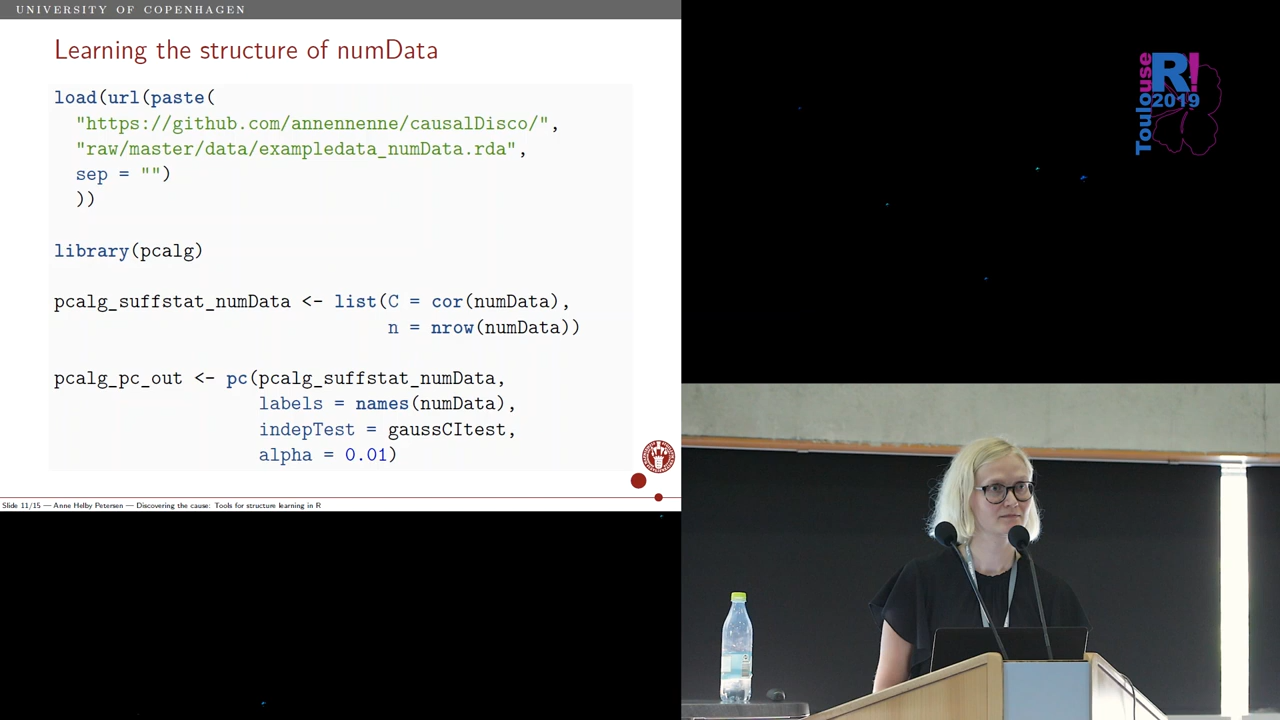 UNIVERSITY OF COPENHAGEN
Learning the structure of numData
load(url(paste(
"https://github.com/annennenne/causalDisco/",
"raw/master/data/exampledata_numData.rda",
sep = "")
))
library(pcalg)
pcalg_suffstat_numData <- list(C = cor(numData),
n = nrow(numData))
pcalg_pc_out <- pc(pcalg_suffstat_numData,
labels = names(numData),
indepTest = gaussCItest,
alpha = 0.01)
Slide 11/15 — Anne Helby Petersen — Discovering the cause: Tools for structure learning in R
Toulouse
R!
2019